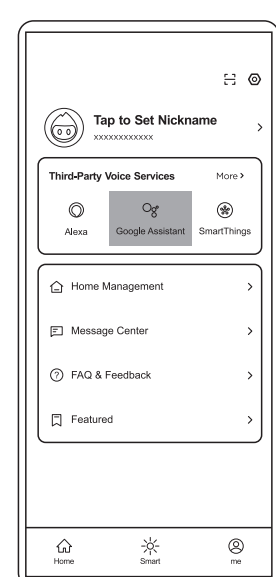 Tap to Set Nickname
xxxxxxxxxxxx
Third-Party Voice Services More >
Alexa Google Assistant SmartThings
Home Management
Message Center
FAQ & Feedback
Featured
Home Smart me